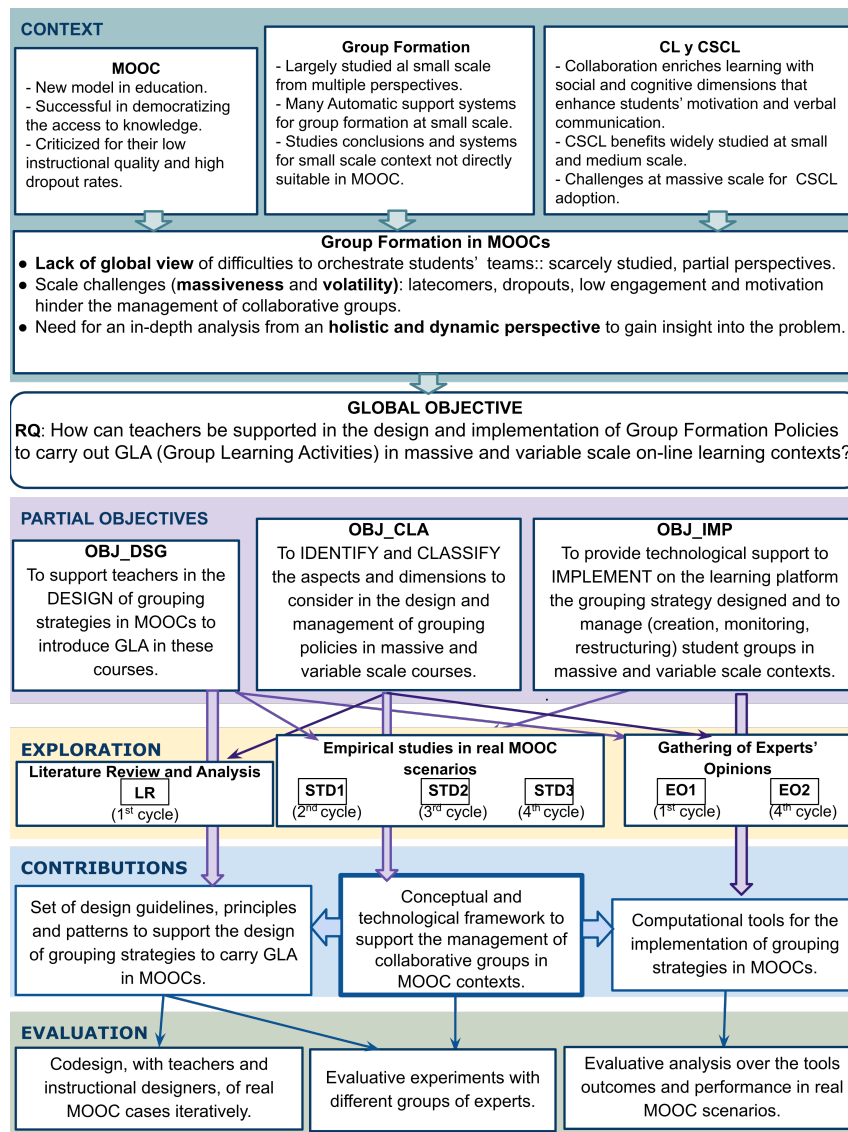 CONTEXT
MOOC
- New model in education.
- Successful in democratizing
the access to knowledge.
- Criticized for their low
instructional quality and high
dropout rates.
Group Formation
- Largely studied al small scale
from multiple perspectives.
- Many Automatic support systems
for group formation at small scale.
- Studies conclusions and systems
for small scale context not directly
suitable in MOOC.
CL y CSCL
- Collaboration enriches learning with
social and cognitive dimensions that
enhance students' motivation and verbal
communication.
- CSCL benefits widely studied at small
and medium scale.
- Challenges at massive scale for CSCL
adoption.
Group Formation in MOOCs
● Lack of global view of difficulties to orchestrate students' teams:: scarcely studied, partial perspectives.
● Scale challenges (massiveness and volatility): latecomers, dropouts, low engagement and motivation
hinder the management of collaborative groups.
● Need for an in-depth analysis from an holistic and dynamic perspective to gain insight into the problem.
GLOBAL OBJECTIVE
RQ: How can teachers be supported in the design and implementation of Group Formation Policies
to carry out GLA (Group Learning Activities) in massive and variable scale on-line learning contexts?
PARTIAL OBJECTIVES
OBJ_DSG
To support teachers in the
DESIGN of grouping
strategies in MOOCs to
introduce GLA in these
courses.
OBJ_CLA
To IDENTIFY and CLASSIFY
the aspects and dimensions to
consider in the design and
management of grouping
policies in massive and
variable scale courses.
OBJ_IMP
To provide technological support to
IMPLEMENT on the learning platform
the grouping strategy designed and to
manage (creation, monitoring,
restructuring) student groups in
massive and variable scale contexts.
EXPLORATION
Literature Review and Analysis
LR
(1st cycle)
Empirical studies in real MOOC
scenarios
STD1 STD2 STD3
(2nd cycle) (3rd cycle) (4th cycle)
Gathering of Experts'
Opinions
EO1 EO2
(1st cycle) (4th cycle)
CONTRIBUTIONS
Set of design guidelines, principles
and patterns to support the design
of grouping strategies to carry GLA
in MOOCs.
Conceptual and
technological framework to
support the management of
collaborative groups in
MOOC contexts.
Computational tools for the
implementation of grouping
strategies in MOOCs.
EVALUATION
Codesign, with teachers and
instructional designers, of real
MOOC cases iteratively.
Evaluative experiments with
different groups of experts.
Evaluative analysis over the tools
outcomes and performance in real
MOOC scenarios.